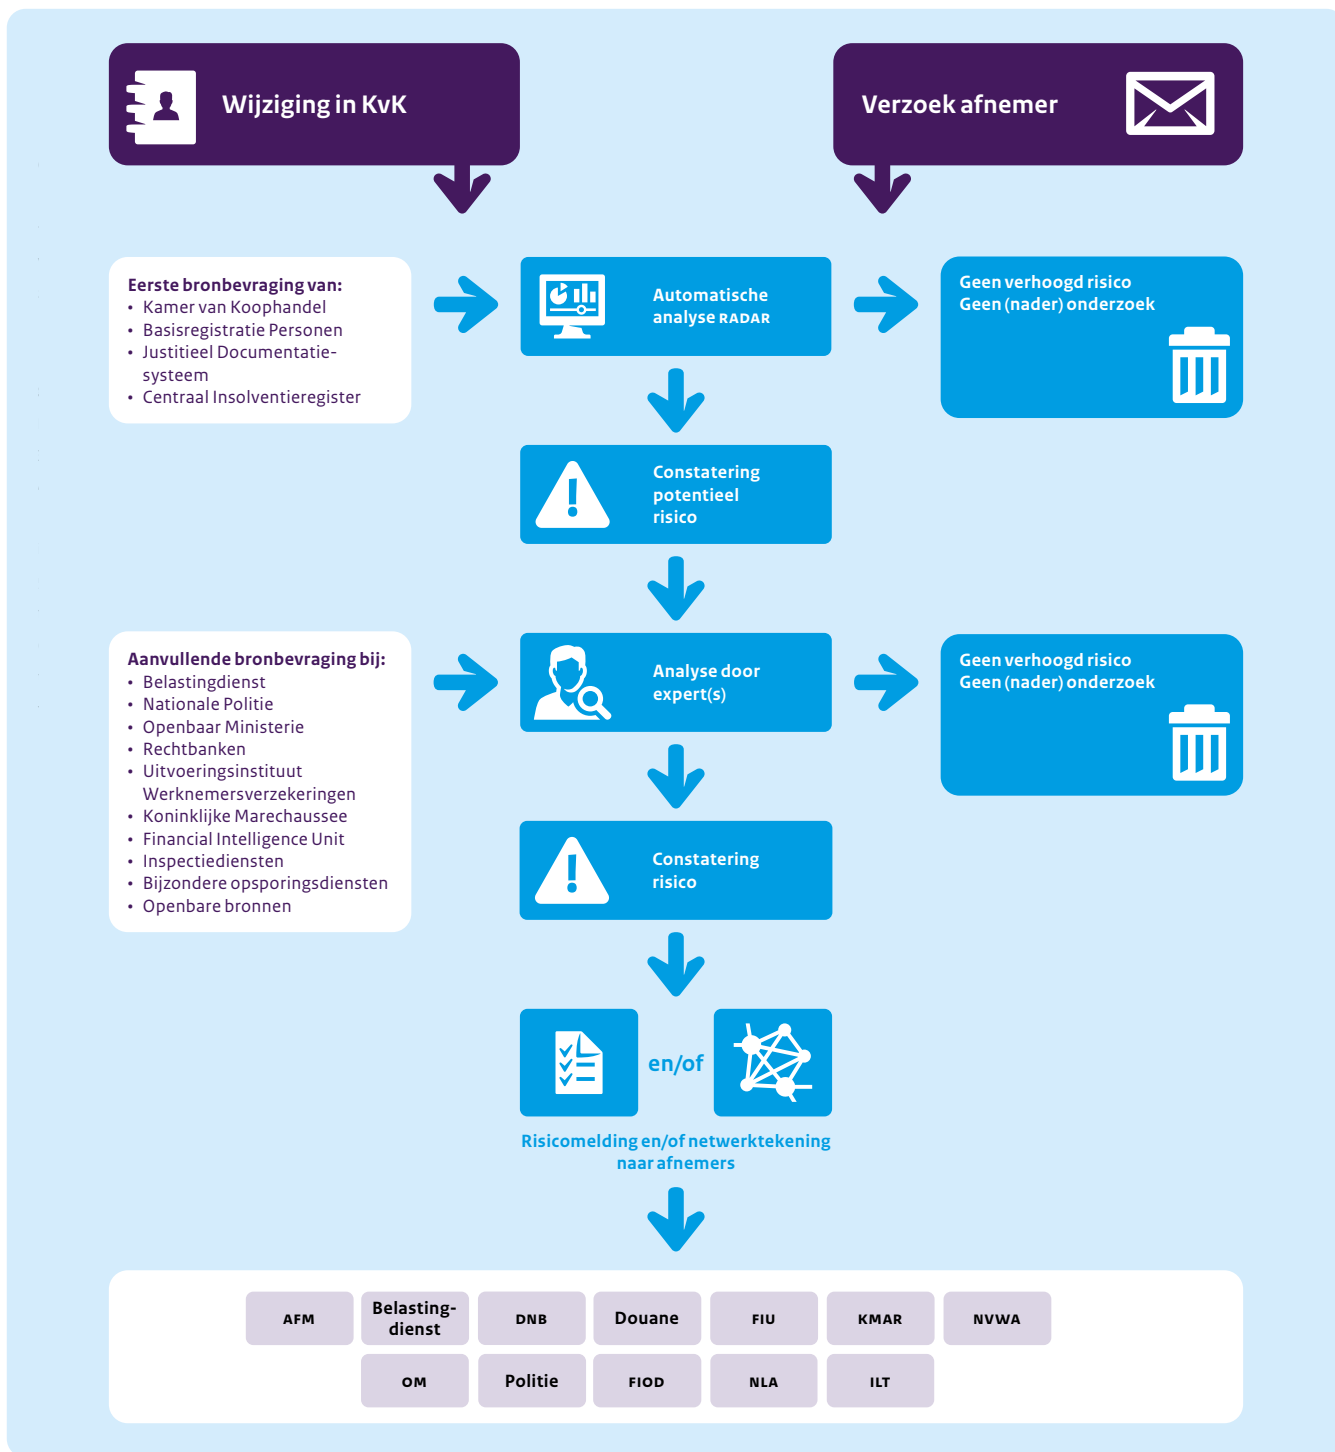 Wijziging in KvK
Verzoek afnemer
Eerste bronbevraging van:
• Kamer van Koophandel
• Basisregistratie Personen
• Justitieel Documentatie-
systeem
• Centraal Insolventieregister
Automatische
analyse RADAR
Geen verhoogd risico
Geen (nader) onderzoek
Constatering
potentieel
risico
Aanvullende bronbevraging bij:
• Belastingdienst
• Nationale Politie
• Openbaar Ministerie
• Rechtbanken
• Uitvoeringsinstituut
Werknemersverzekeringen
• Koninklijke Marechaussee
• Financial Intelligence Unit
• Inspectiediensten
• Bijzondere opsporingsdiensten
• Openbare bronnen
Analyse door
expert(s)
Geen verhoogd risico
Geen (nader) onderzoek
Constatering
risico
en/of
Risicomelding en/of netwerktekening
naar afnemers
AFM
Belasting-
dienst
DNB
Douane
FIU
KMAR
NVWA
OM
Politie
FIOD
NLA
ILT